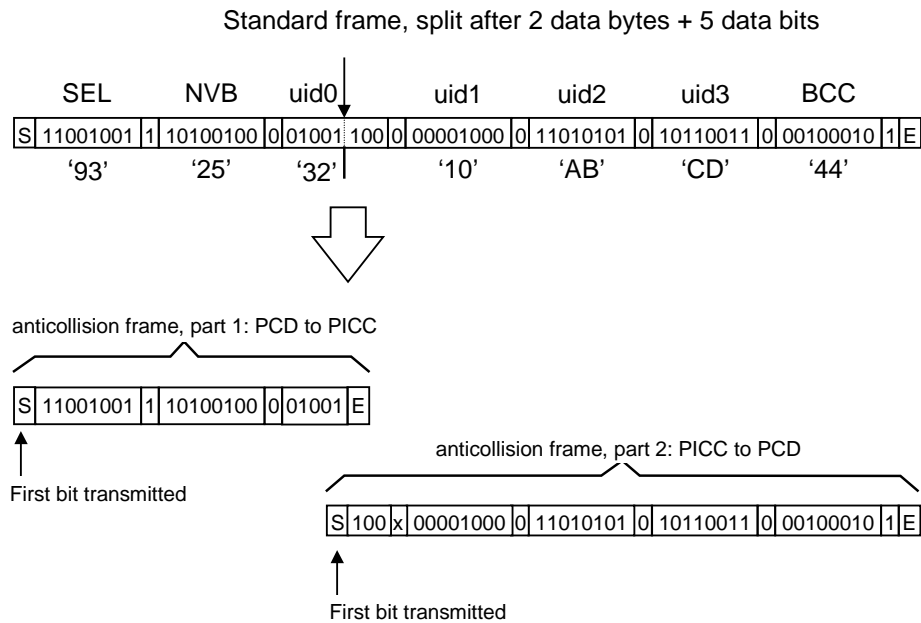 Standard frame, split after 2 data bytes + 5 data bits
SEL NVB uid0 uid1 uid2 uid3 BCC
S 11001001 1 10100100 0 01001 100 0 00001000 0 11010101 0 10110011 0 00100010 1 E
‘93’ ‘25’ ‘32’ ‘10’ ‘AB’ ‘CD’ ‘44’
anticollision frame, part 1: PCD to PICC
S 11001001 1 10100100 0 01001 E
First bit transmitted
anticollision frame, part 2: PICC to PCD
S 100 x 00001000 0 11010101 0 10110011 0 00100010 1 E
First bit transmitted